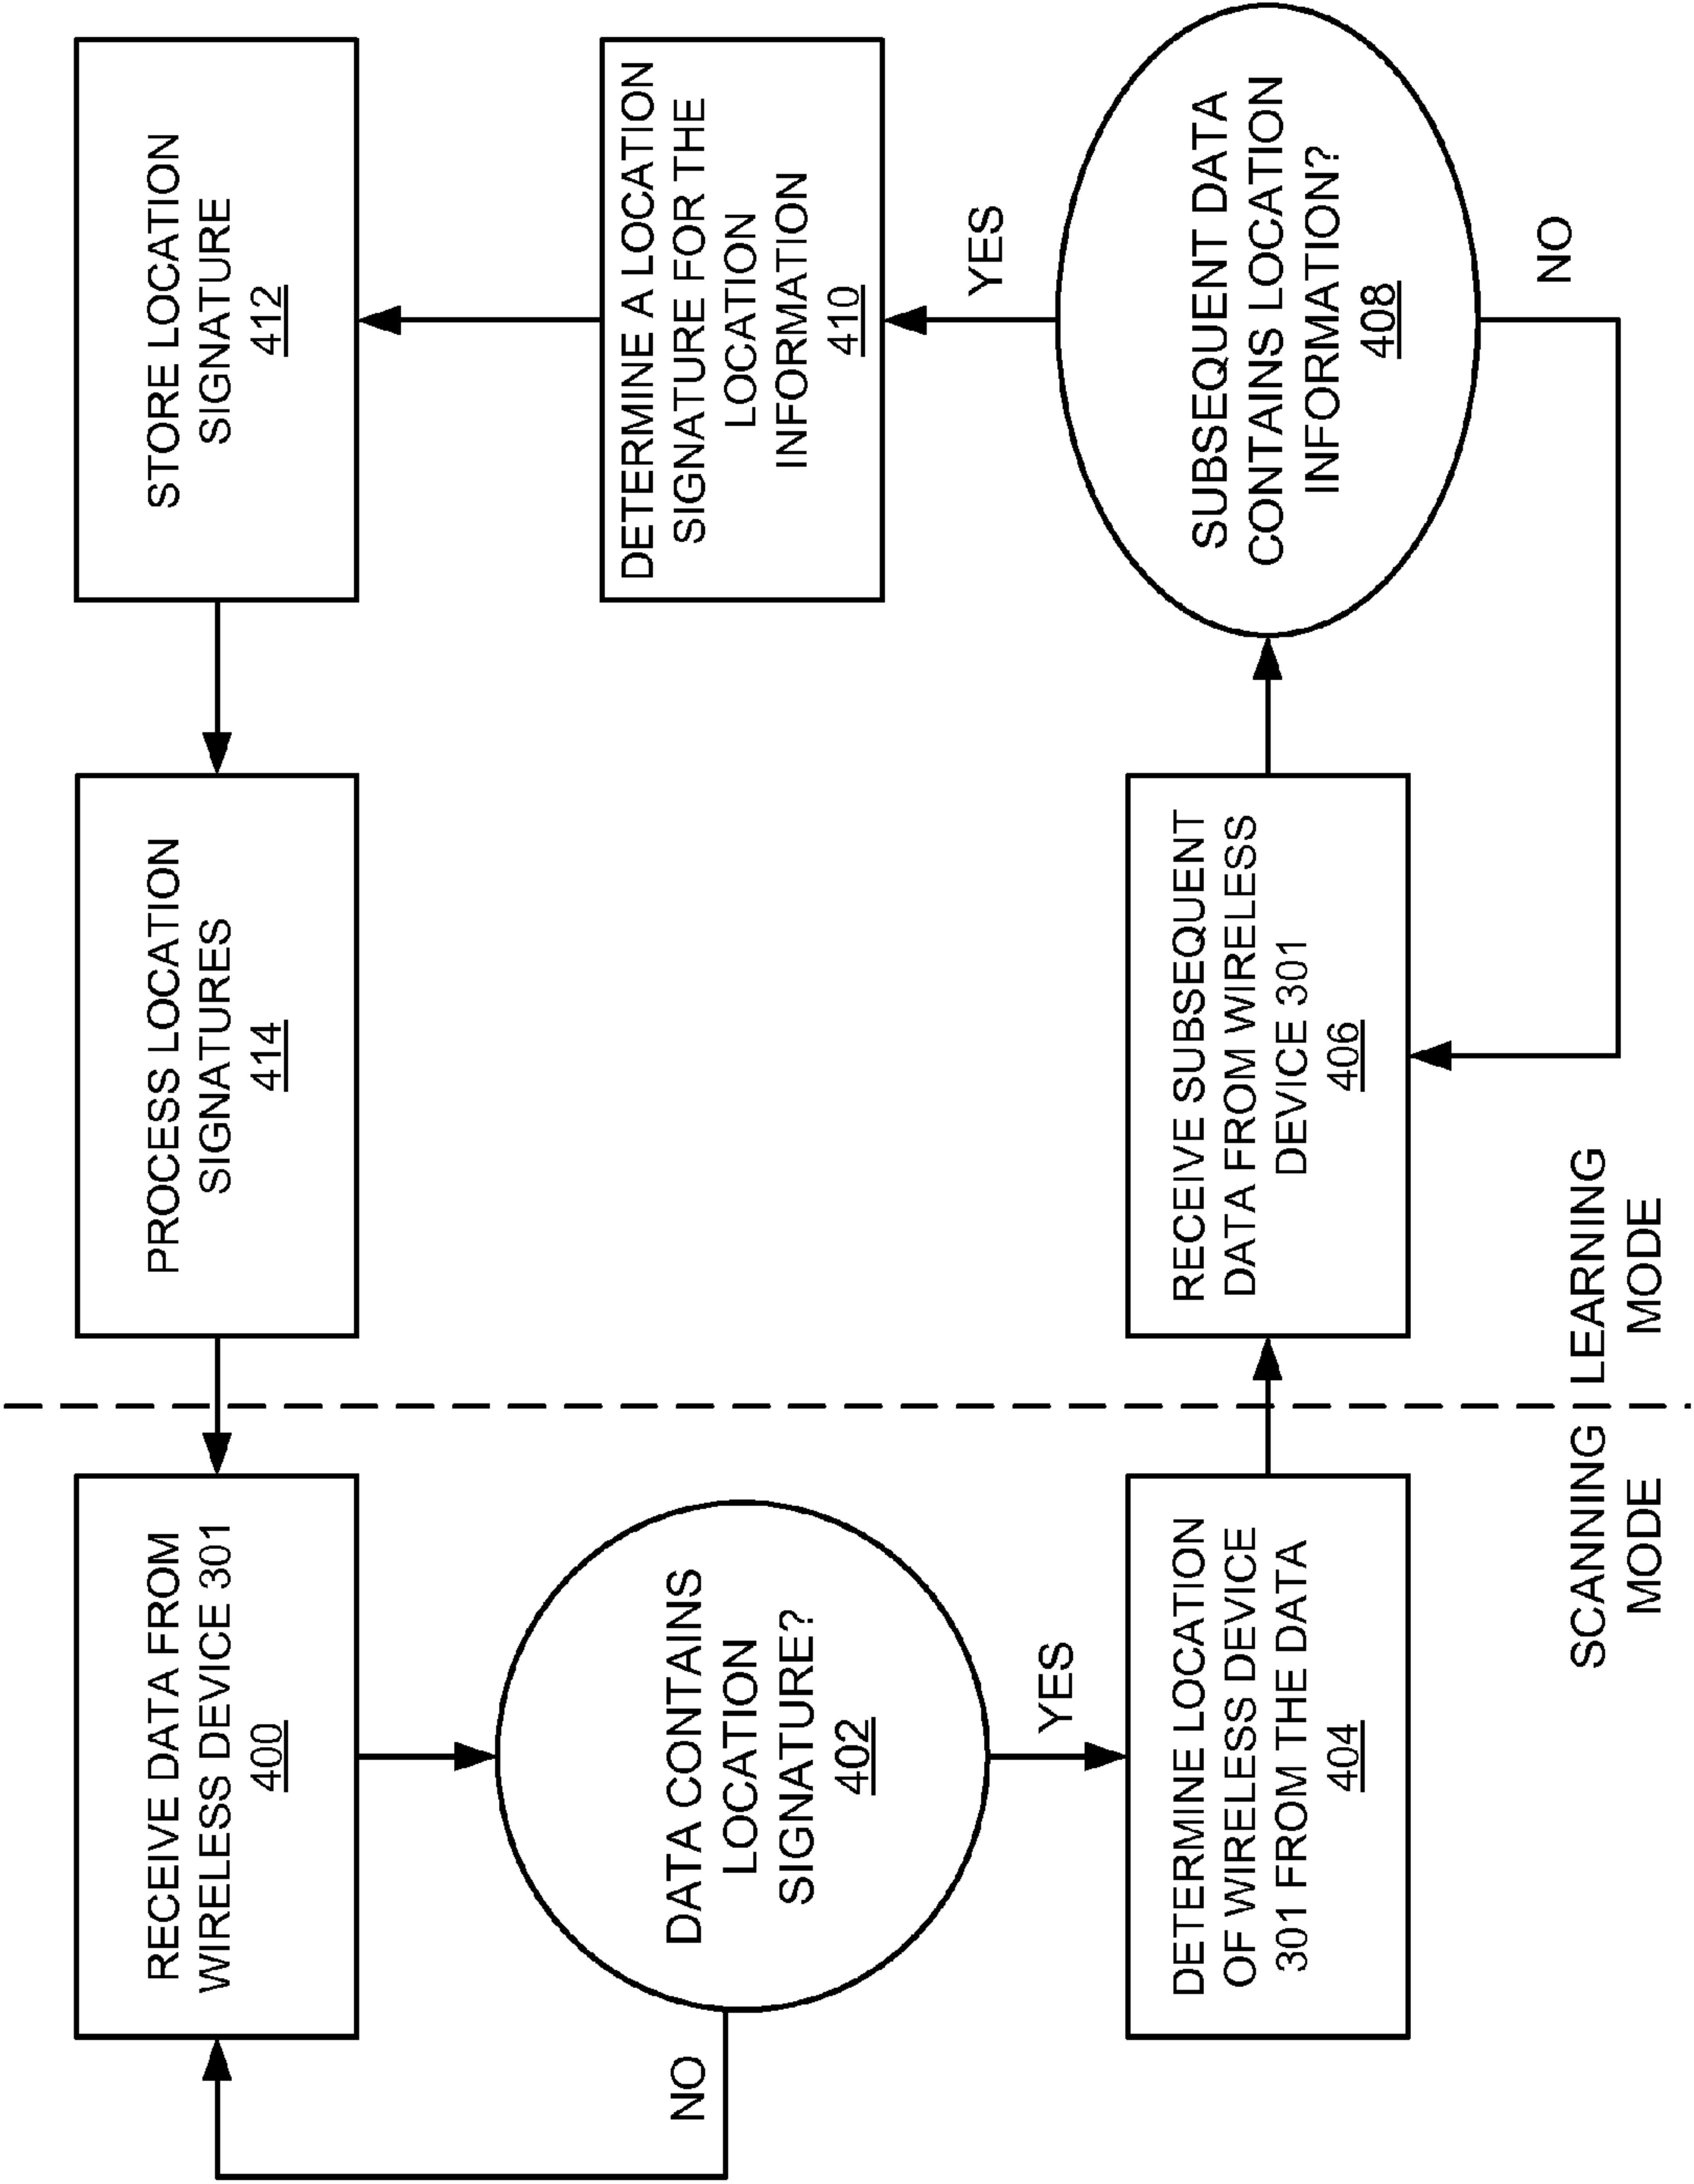 RECEIVE DATA FROM
WIRELESS DEVICE 301
400
DATA CONTAINS
LOCATION
SIGNATURE?
402
NO
YES
DETERMINE LOCATION
OF WIRELESS DEVICE
301 FROM THE DATA
404
SCANNING
MODE
LEARNING
MODE
RECEIVE SUBSEQUENT
DATA FROM WIRELESS
DEVICE 301
406
SUBSEQUENT DATA
CONTAINS LOCATION
INFORMATION?
408
NO
YES
DETERMINE A LOCATION
SIGNATURE FOR THE
LOCATION
INFORMATION
410
STORE LOCATION
SIGNATURE
412
PROCESS LOCATION
SIGNATURES
414